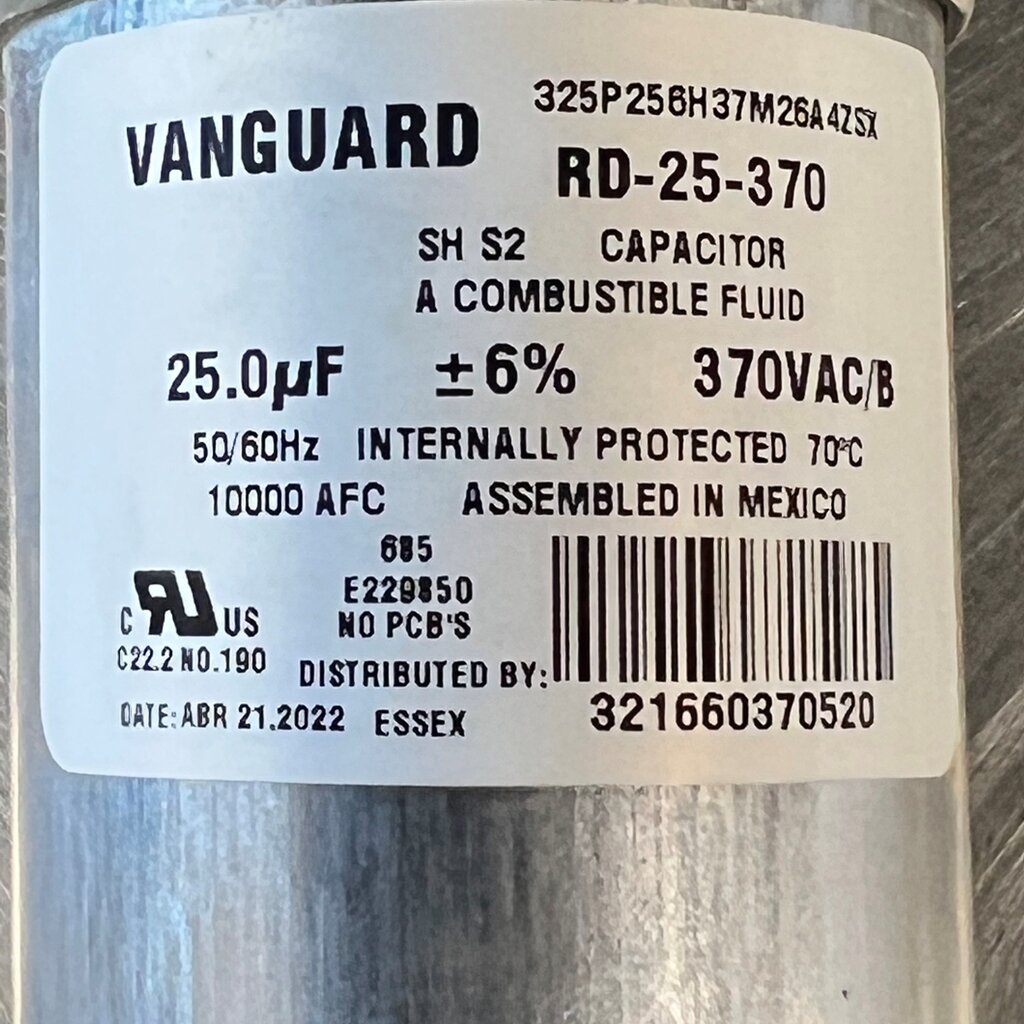 VANGUARD
325P256H37M26A4ZSX
RD-25-370
SH S2 CAPACITOR
A COMBUSTIBLE FLUID
25.0µF ±6% 370VAC/B
50/60Hz INTERNALLY PROTECTED 70°C
10000 AFC ASSEMBLED IN MEXICO
685
E229850
C RU US
NO PCB'S
C22.2 NO.190
DISTRIBUTED BY:
DATE: ABR 21.2022 ESSEX
321660370520